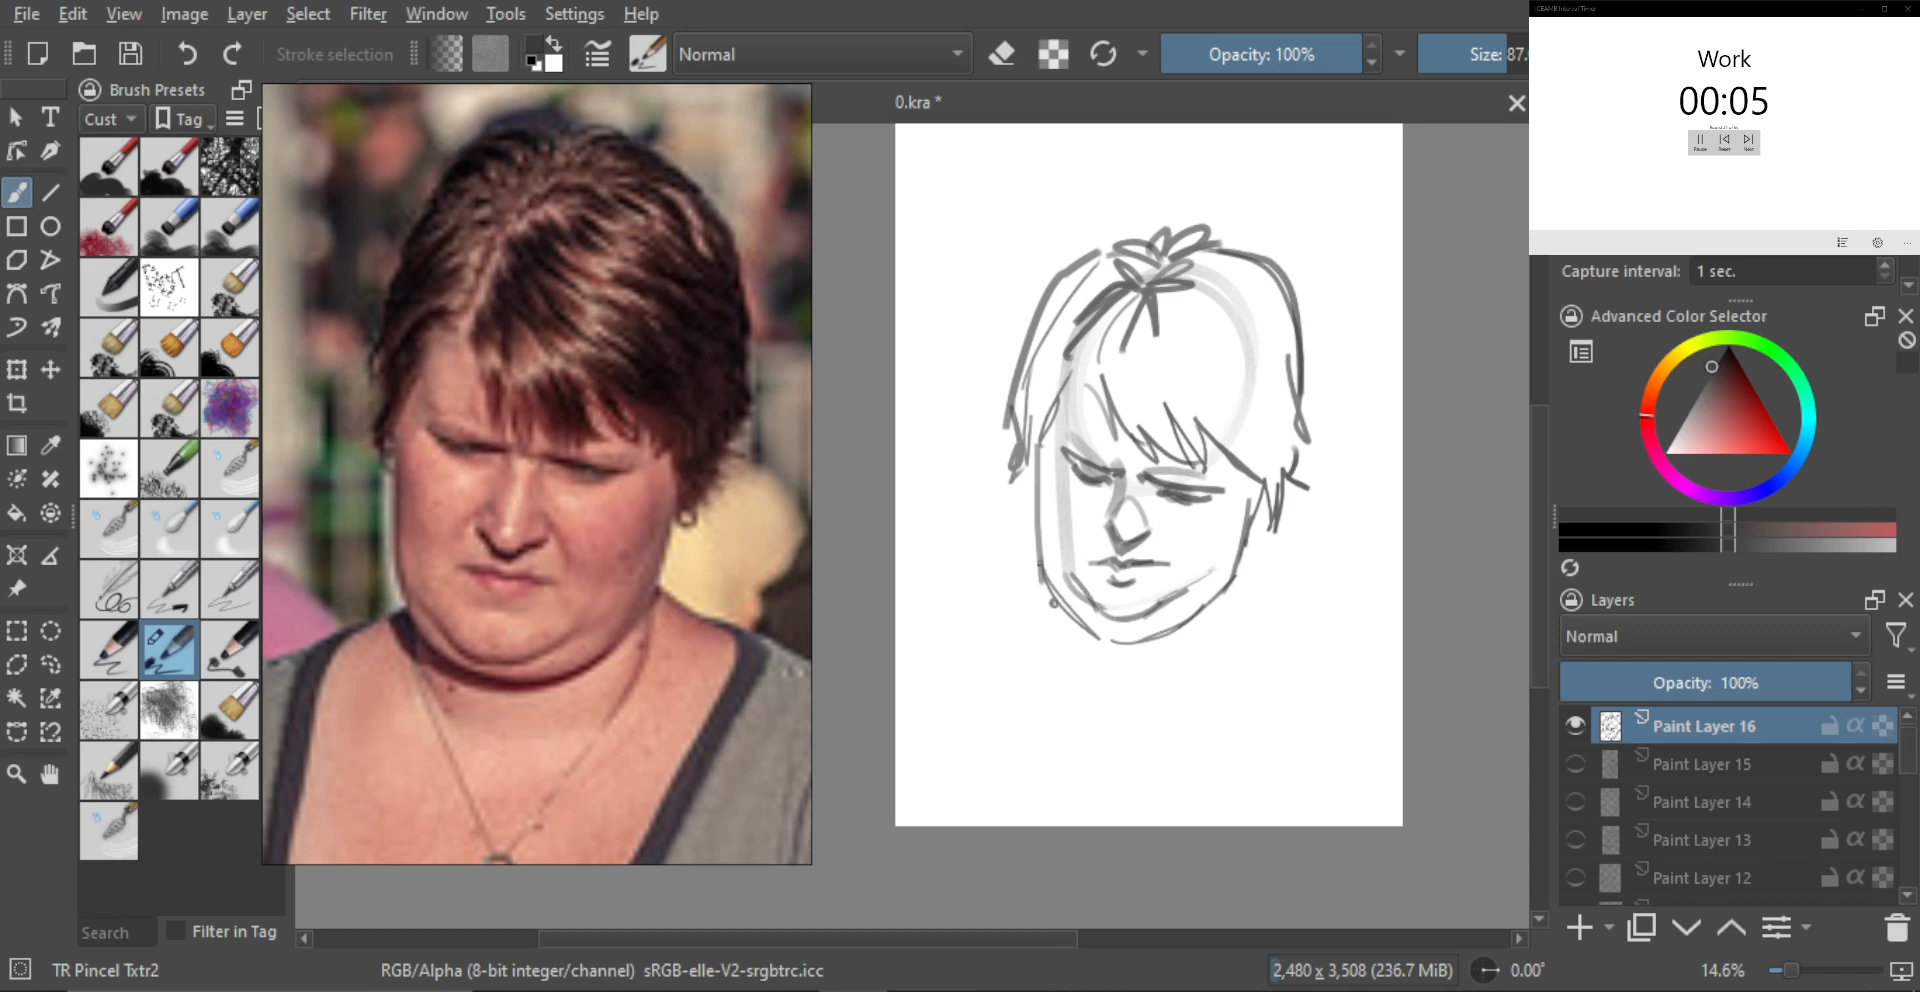 File Edit View Image Layer Select Filter Window Tools Settings Help
Stroke selection
Normal
Opacity: 100%
Size: 87.
Work
00:05
Pause Reset Next
Brush Presets
Cust
Tag
0.kra *
Capture interval: 1 sec.
Advanced Color Selector
Layers
Normal
Opacity: 100%
Paint Layer 16
Paint Layer 15
Paint Layer 14
Paint Layer 13
Paint Layer 12
Search
Filter in Tag
TR Pincel Txtr2
RGB/Alpha (8-bit integer/channel) sRGB-elle-V2-srgbtrc.icc
2,480 x 3,508 (236.7 MiB)
0.00°
14.6%